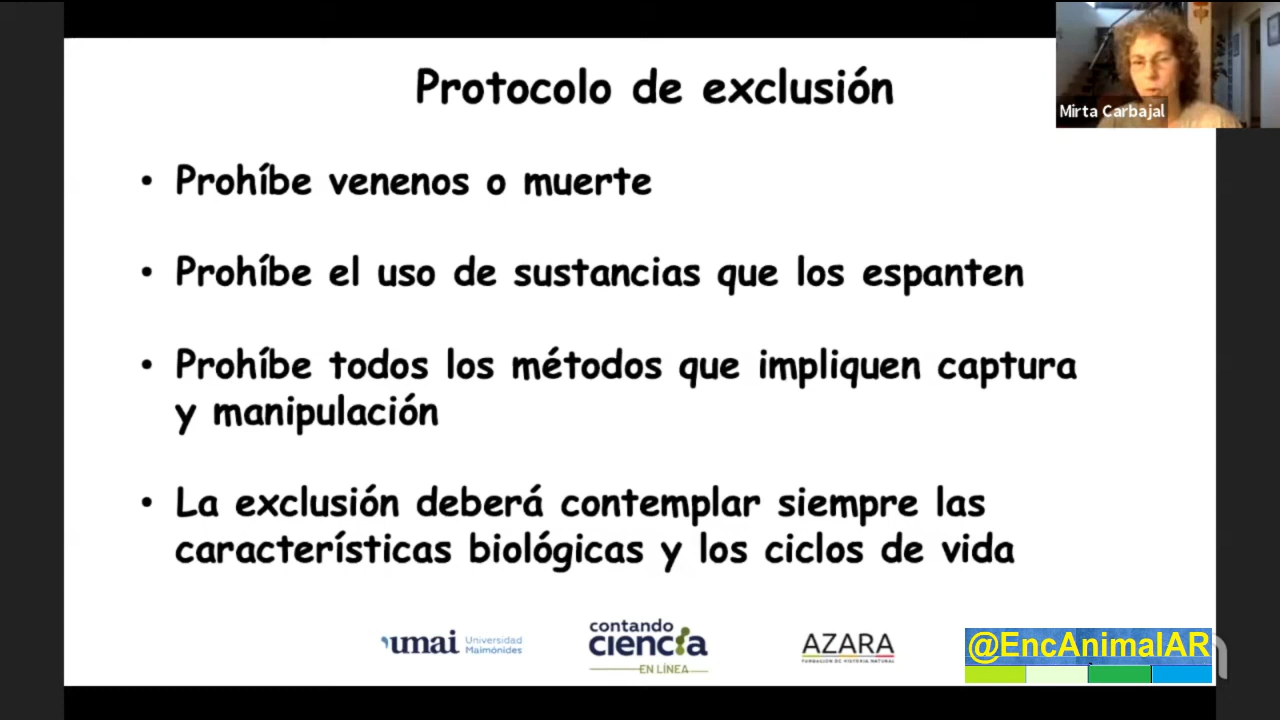 Protocolo de exclusión
Mirta Carbajal
• Prohíbe venenos o muerte
• Prohíbe el uso de sustancias que los espanten
• Prohíbe todos los métodos que impliquen captura
y manipulación
• La exclusión deberá contemplar siempre las
características biológicas y los ciclos de vida
umai Universidad
Maimónides
contando
ciencia
EN LÍNEA
AZARA
FUNDACIÓN DE HISTORIA NATURAL
@EncAnimalAR